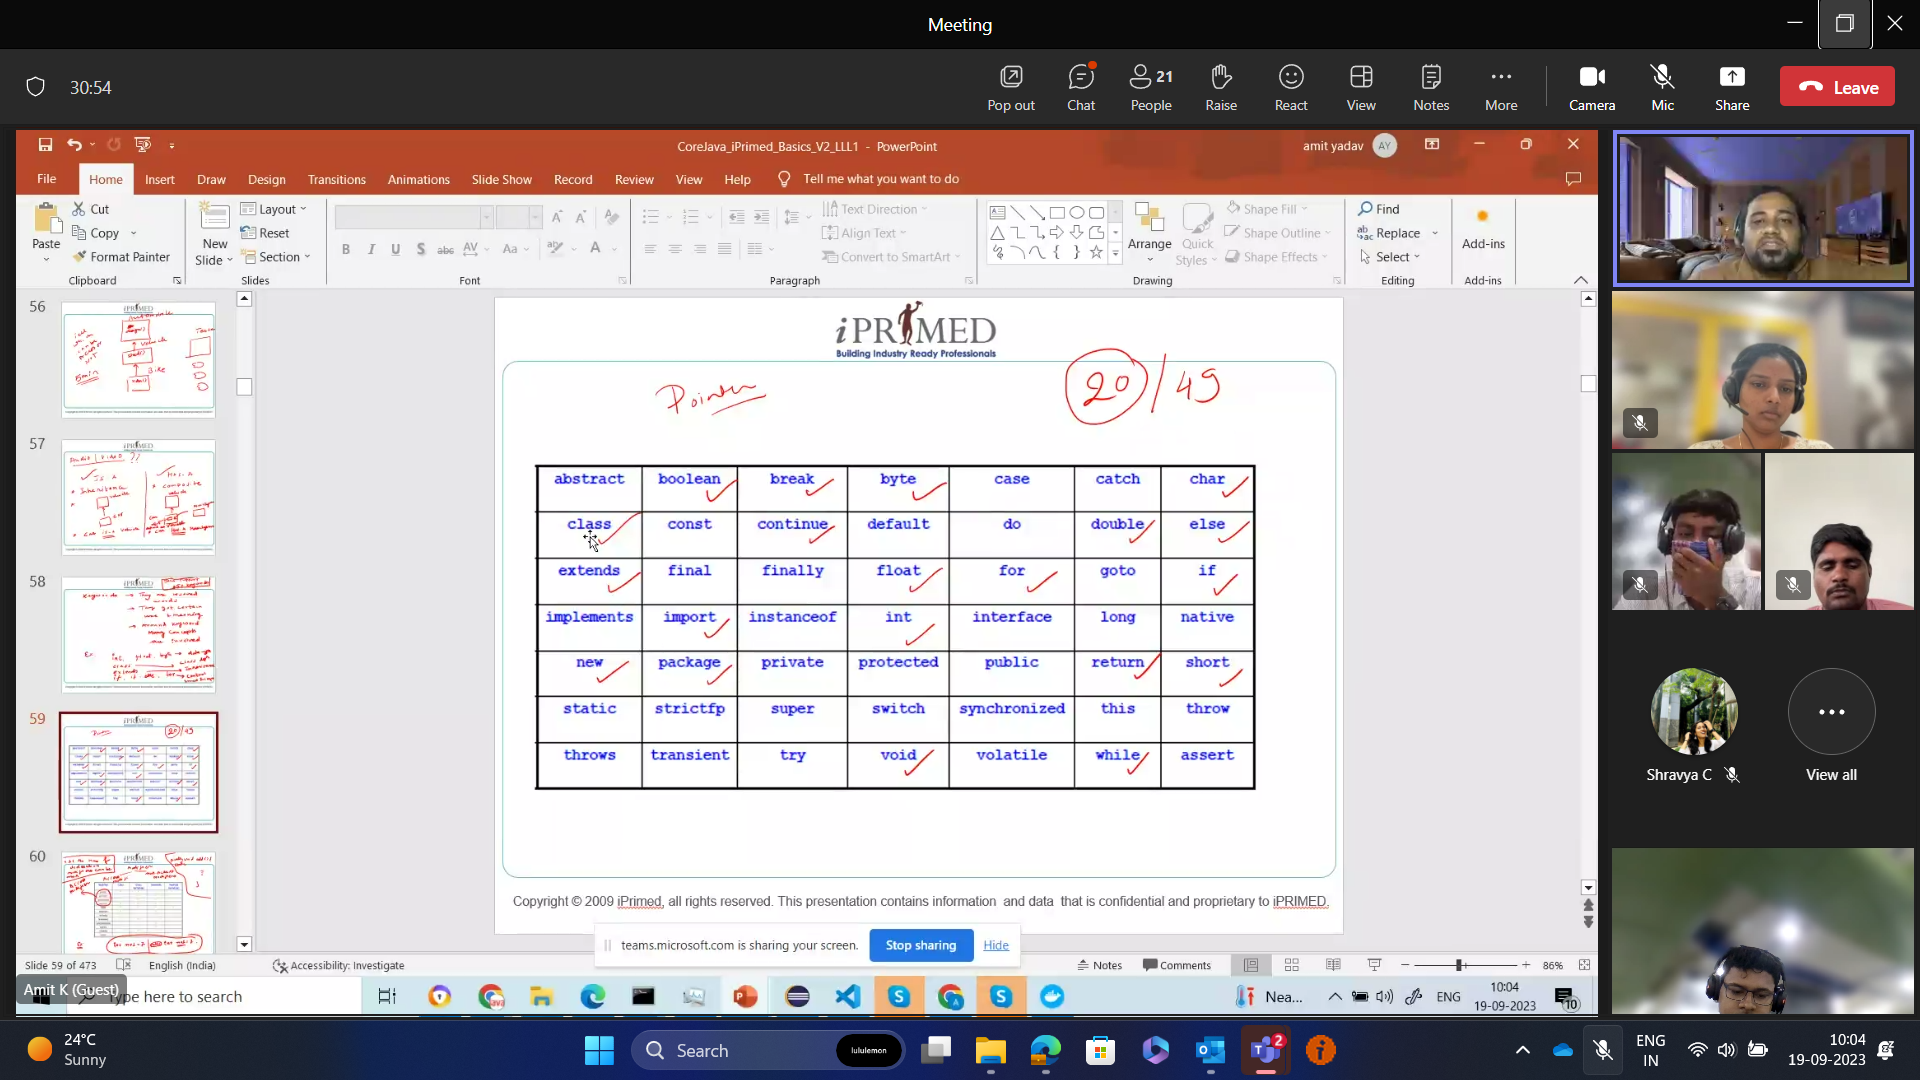 Meeting
30:54
Pop out Chat People 21 Raise React View Notes More Camera Mic Share Leave
CoreJava_iPrimed_Basics_V2_LLL1 - PowerPoint
amit yadav AY
File Home Insert Draw Design Transitions Animations Slide Show Record Review View Help Tell me what you want to do
Paste Cut Copy Format Painter
Clipboard
New Slide Layout Reset Section
Slides
Font
Text Direction Align Text Convert to SmartArt
Paragraph
Arrange Quick Styles Shape Fill Shape Outline Shape Effects
Drawing
Find Replace Select
Editing
Add-ins
Add-ins
56
57
58
59
60
iPRIMED
Building Industry Ready Professionals
Pointer
20/49
abstract boolean break byte case catch char
class const continue default do double else
extends final finally float for goto if
implements import instanceof int interface long native
new package private protected public return short
static strictfp super switch synchronized this throw
throws transient try void volatile while assert
Copyright © 2009 iPrimed, all rights reserved. This presentation contains information and data that is confidential and proprietary to iPRIMED.
teams.microsoft.com is sharing your screen. Stop sharing Hide
Slide 59 of 473 English (India) Accessibility: Investigate Notes Comments 86%
Amit K (Guest)
Type here to search
Nea... ENG 10:04
19-09-2023
10
Shravya C
View all
24°C
Sunny
Search
lululemon
2
ENG
IN
10:04
19-09-2023